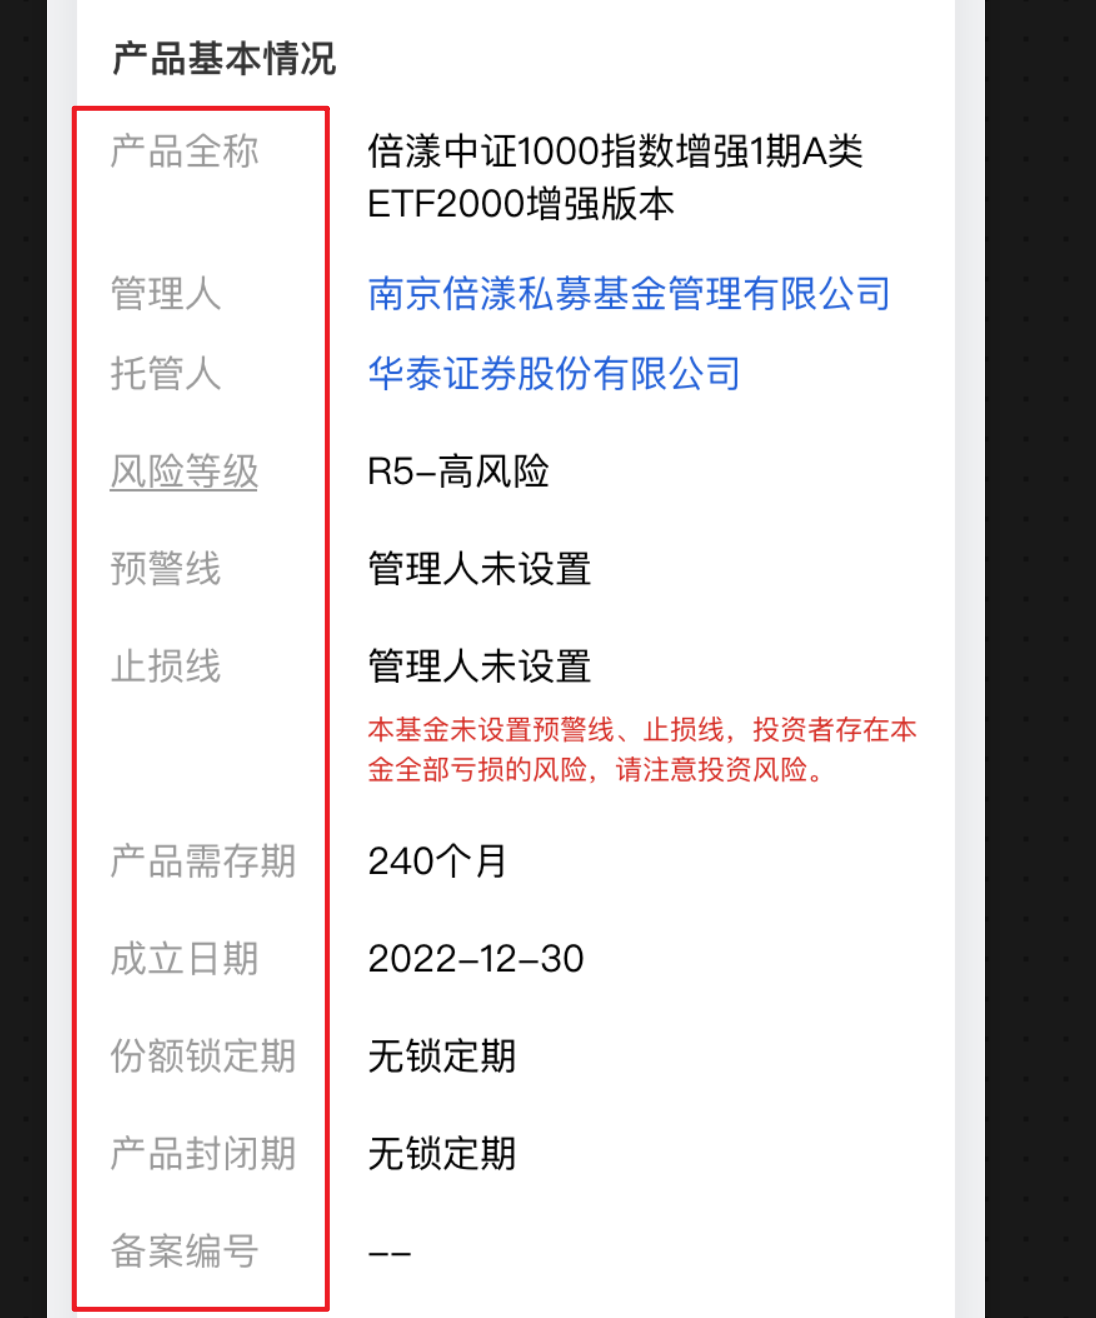 产品基本情况
产品全称 倍漾中证1000指数增强1期A类
ETF2000增强版本
管理人 南京倍漾私募基金管理有限公司
托管人 华泰证券股份有限公司
风险等级 R5-高风险
预警线 管理人未设置
止损线 管理人未设置
本基金未设置预警线、止损线，投资者存在本
金全部亏损的风险，请注意投资风险。
产品需存期 240个月
成立日期 2022-12-30
份额锁定期 无锁定期
产品封闭期 无锁定期
备案编号 --